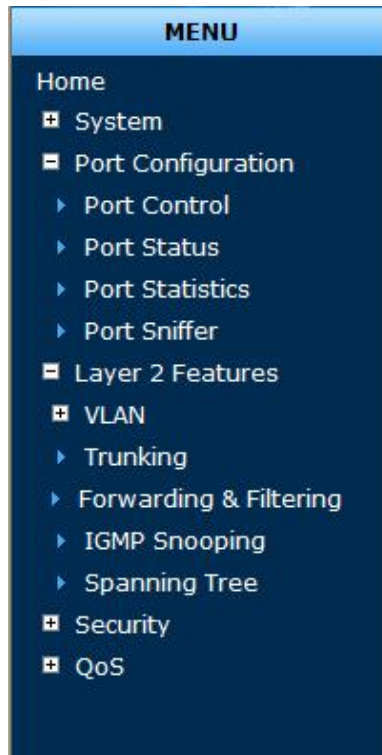 MENU
Home
System
Port Configuration
Port Control
Port Status
Port Statistics
Port Sniffer
Layer 2 Features
VLAN
Trunking
Forwarding & Filtering
IGMP Snooping
Spanning Tree
Security
QoS